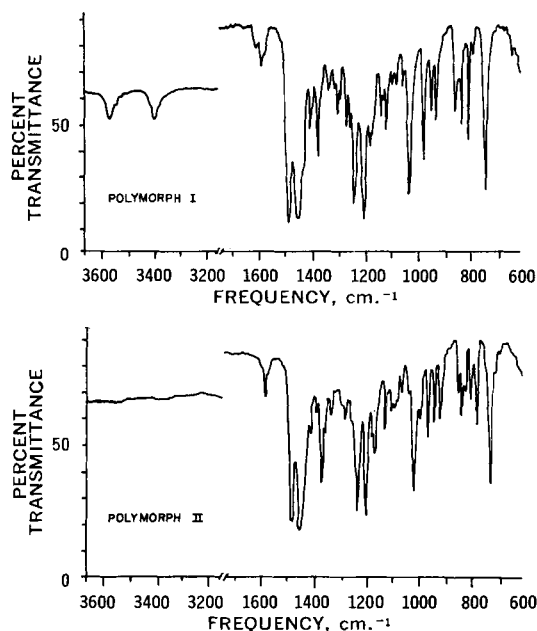 PERCENT
TRANSMITTANCE
50
0
POLYMORPH I
3600 3400 3200 1600 1400 1200 1000 800 600
FREQUENCY, cm.⁻¹
PERCENT
TRANSMITTANCE
50
0
POLYMORPH II
3600 3400 3200 1600 1400 1200 1000 800 600
FREQUENCY, cm.⁻¹